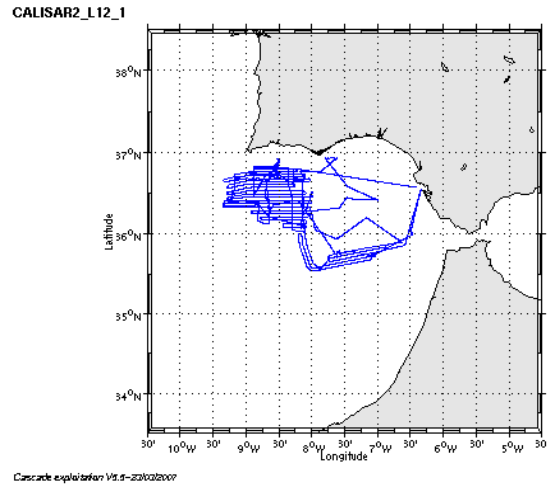 CALISAR2_L12_1
38°N
37°N
Latitude
36°N
35°N
34°N
30' 10°W 30' 9°W 30' 8°W 30' 7°W 30' 6°W 30' 5°W 30'
Longitude
Cascade exploitation V5.5-23/03/2007